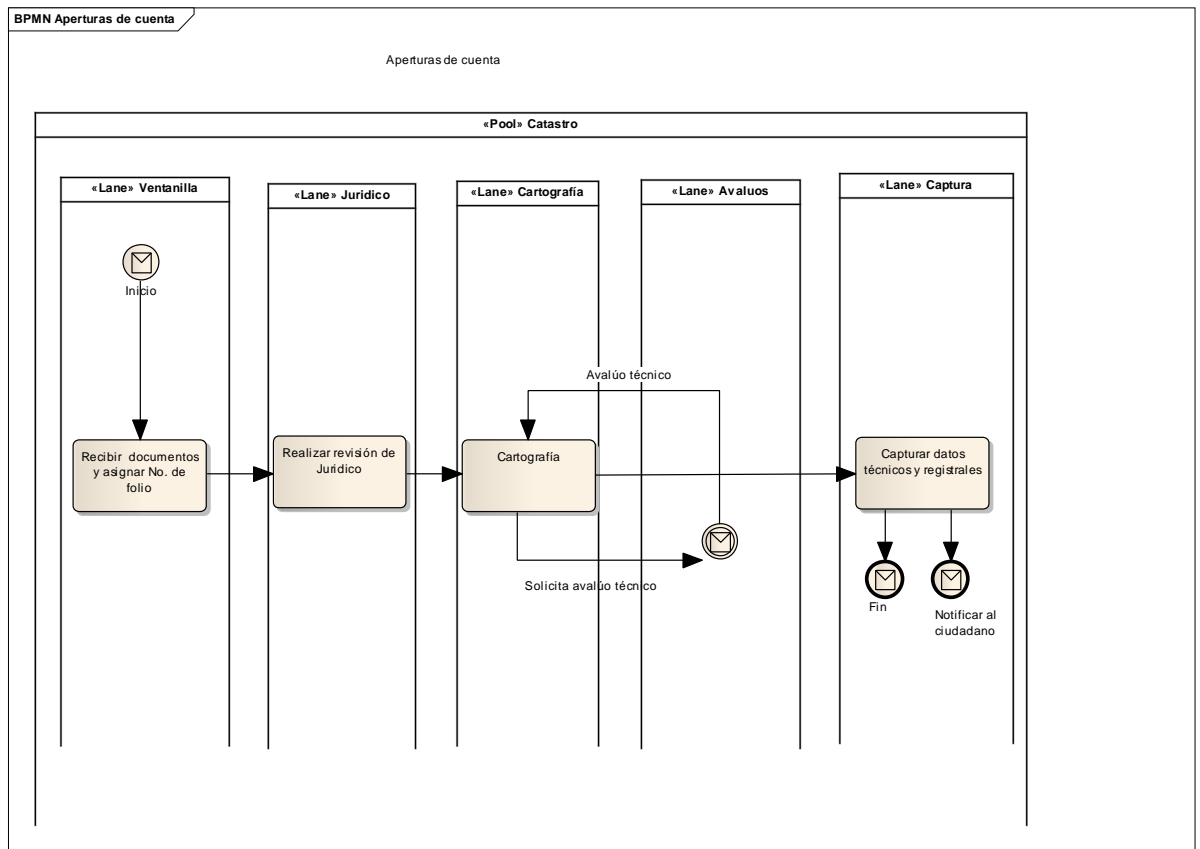 BPMN Aperturas de cuenta
Aperturas de cuenta
«Pool» Catastro
«Lane» Ventanilla
«Lane» Juridico
«Lane» Cartografía
«Lane» Avaluos
«Lane» Captura
Inicio
Avalúo técnico
Recibir documentos
y asignar No. de
folio
Realizar revisión de
Juridico
Cartografía
Capturar datos
técnicos y registrales
Solicita avalúo técnico
Fin
Notificar al
ciudadano